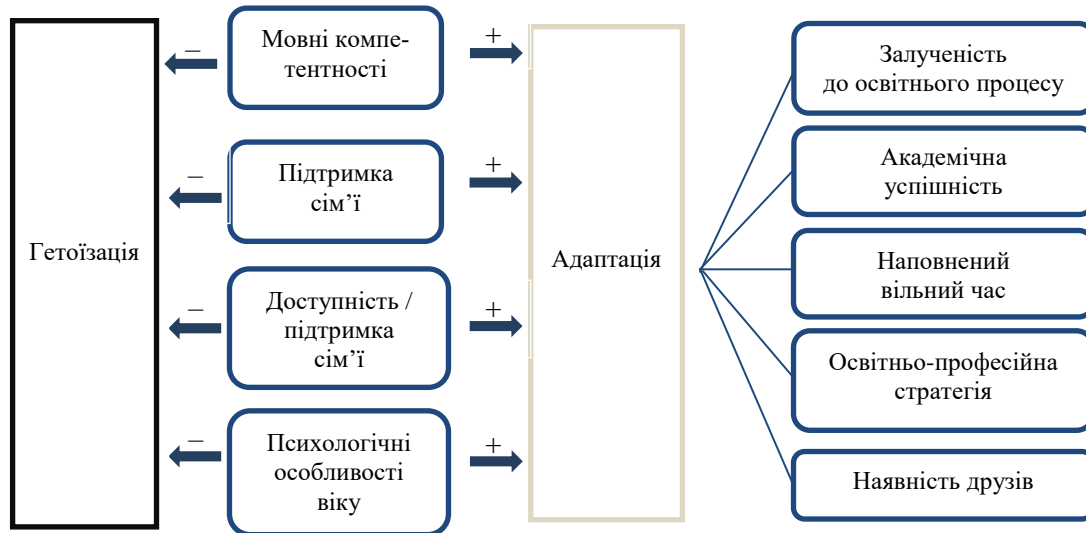 Гетоїзація
–
Мовні компе-
тентності
+
–
Підтримка
сім’ї
+
–
Доступність /
підтримка
сім’ї
+
–
Психологічні
особливості
віку
+
Адаптація
Залученість
до освітнього процесу
Академічна
успішність
Наповнений
вільний час
Освітньо-професійна
стратегія
Наявність друзів